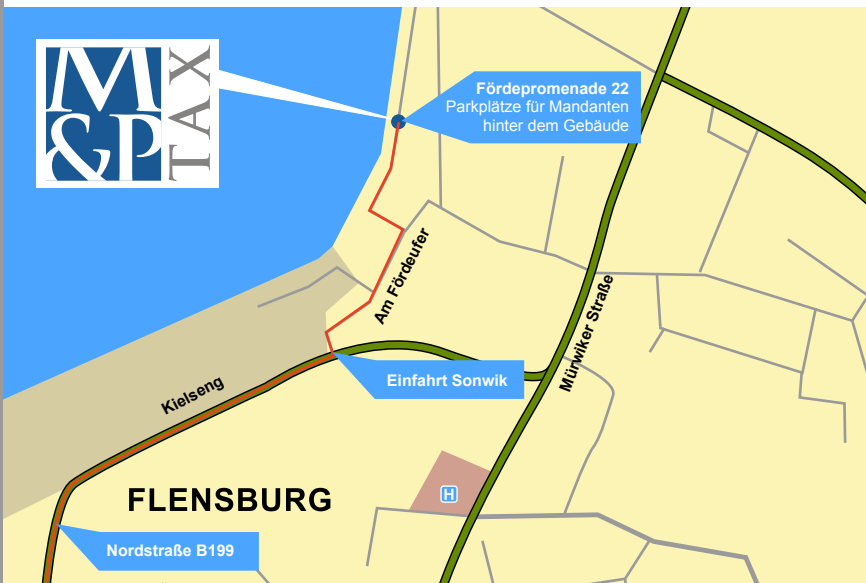 M
&P
TAX
Fördepromenade 22
Parkplätze für Mandanten
hinter dem Gebäude
Am Fördeufer
Mürwiker Straße
Einfahrt Sonwik
Kielseng
H
FLENSBURG
Nordstraße B199